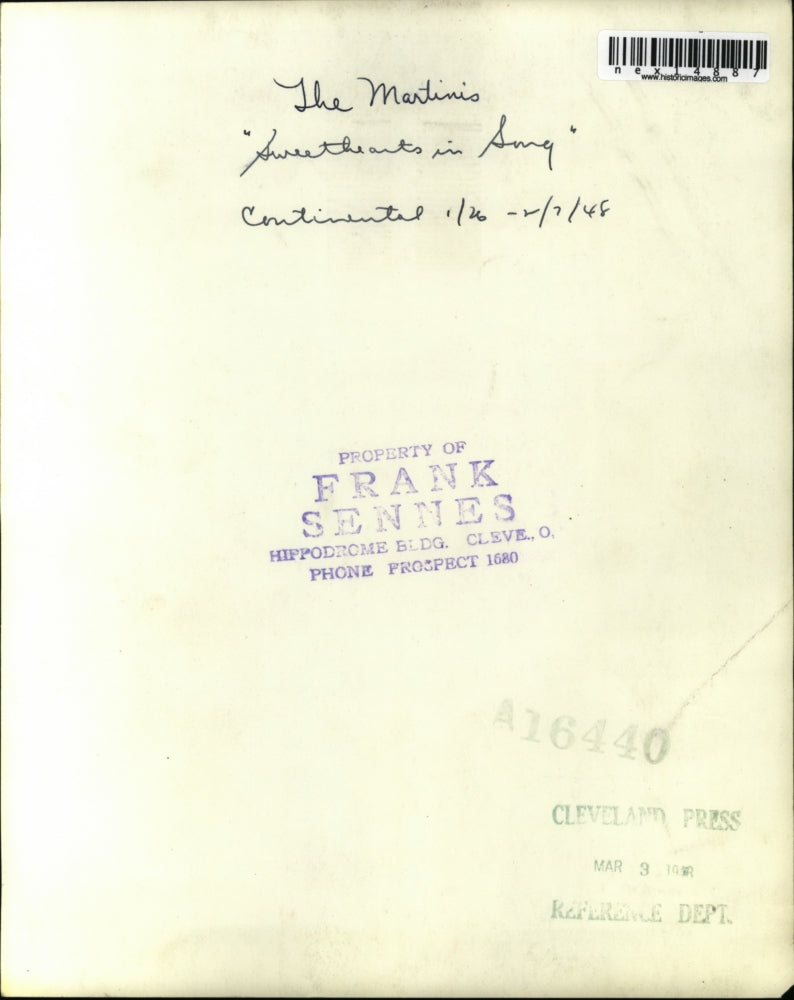 nex14887
www.historicimages.com
The Martinis
"Sweethearts in Song"
Continental 1/26 - 2/7/48
PROPERTY OF
FRANK
SENNES
HIPPODROME BLDG. CLEVE., O.
PHONE PROSPECT 1680
A16440
CLEVELAND PRESS
MAR 3
REFERENCE DEPT.